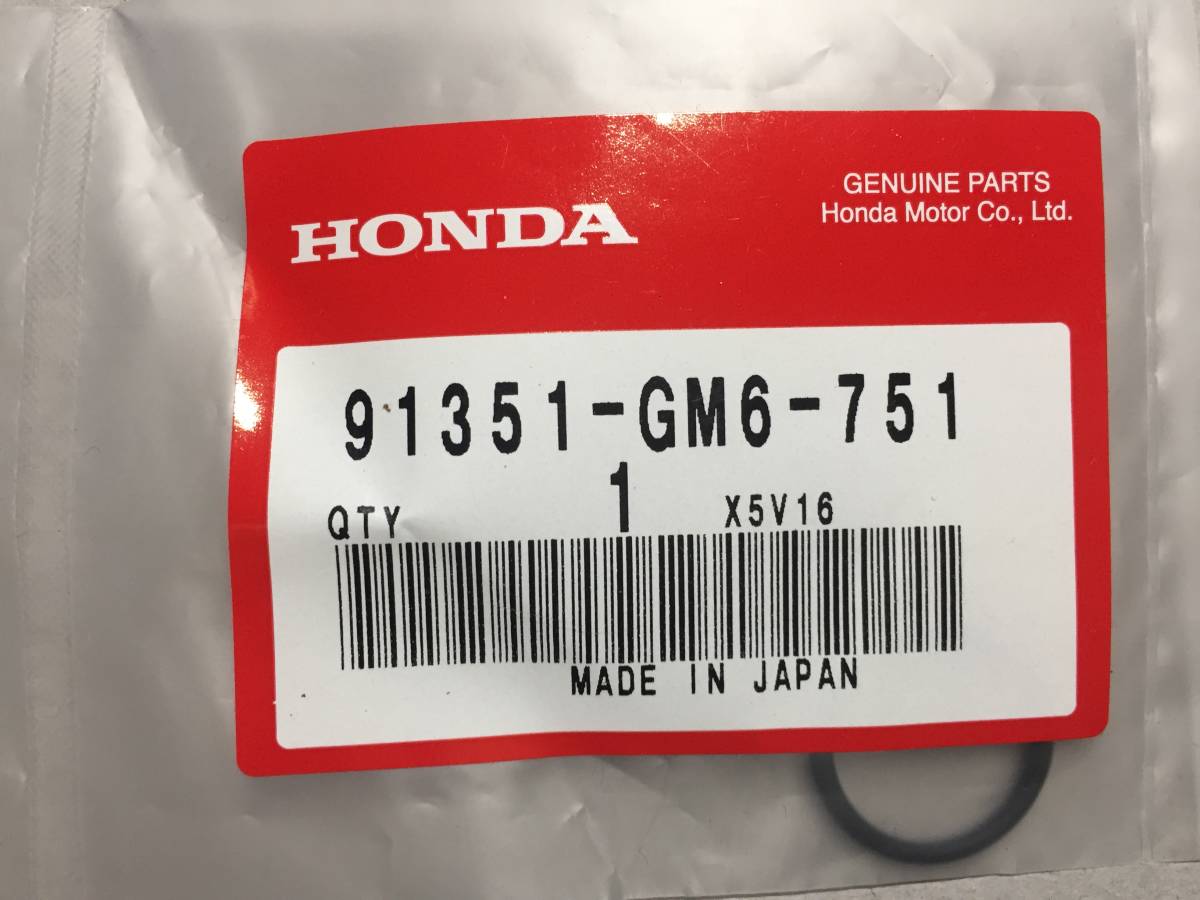 HONDA
GENUINE PARTS
Honda Motor Co., Ltd.
91351-GM6-751
QTY 1 X5V16
MADE IN JAPAN